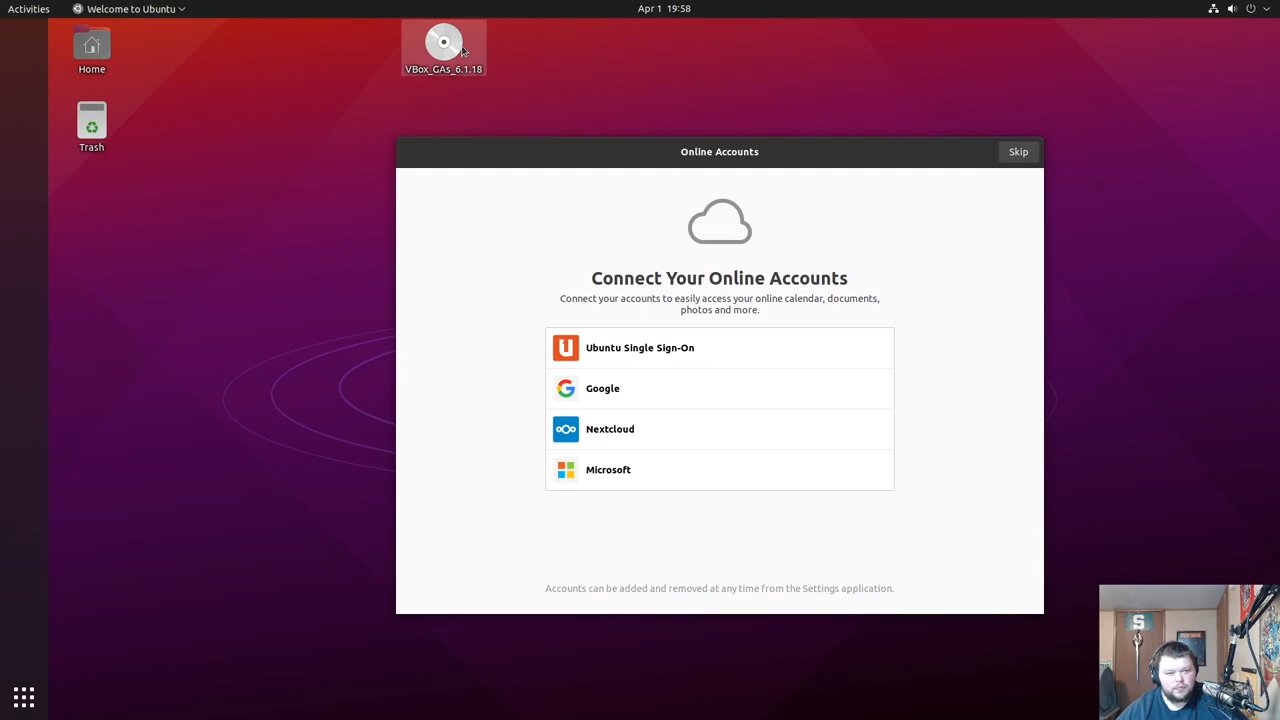 Activities
Welcome to Ubuntu
Apr 1 19:58
Home
VBox_GAs_6.1.18
Trash
Online Accounts
Skip
Connect Your Online Accounts
Connect your accounts to easily access your online calendar, documents,
photos and more.
Ubuntu Single Sign-On
Google
Nextcloud
Microsoft
Accounts can be added and removed at any time from the Settings application.
S